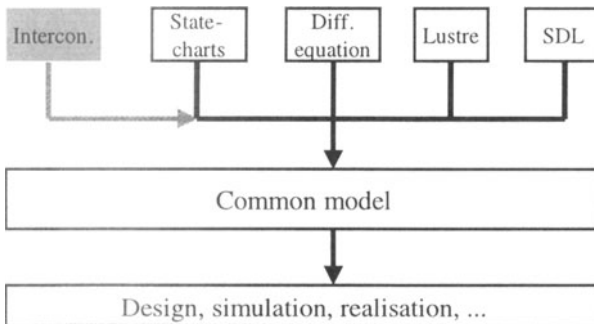 Intercon.
State-
charts
Diff.
equation
Lustre
SDL
Common model
Design, simulation, realisation, ...